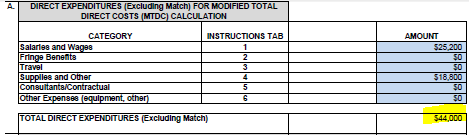 A. DIRECT EXPENDITURES (Excluding Match) FOR MODIFIED TOTAL
DIRECT COSTS (MTDC) CALCULATION
CATEGORY INSTRUCTIONS TAB AMOUNT
Salaries and Wages 1 $25,200
Fringe Benefits 2 $0
Travel 3 $0
Supplies and Other 4 $18,800
Consultants/Contractual 5 $0
Other Expenses (equipment, other) 6 $0
TOTAL DIRECT EXPENDITURES (Excluding Match) $44,000